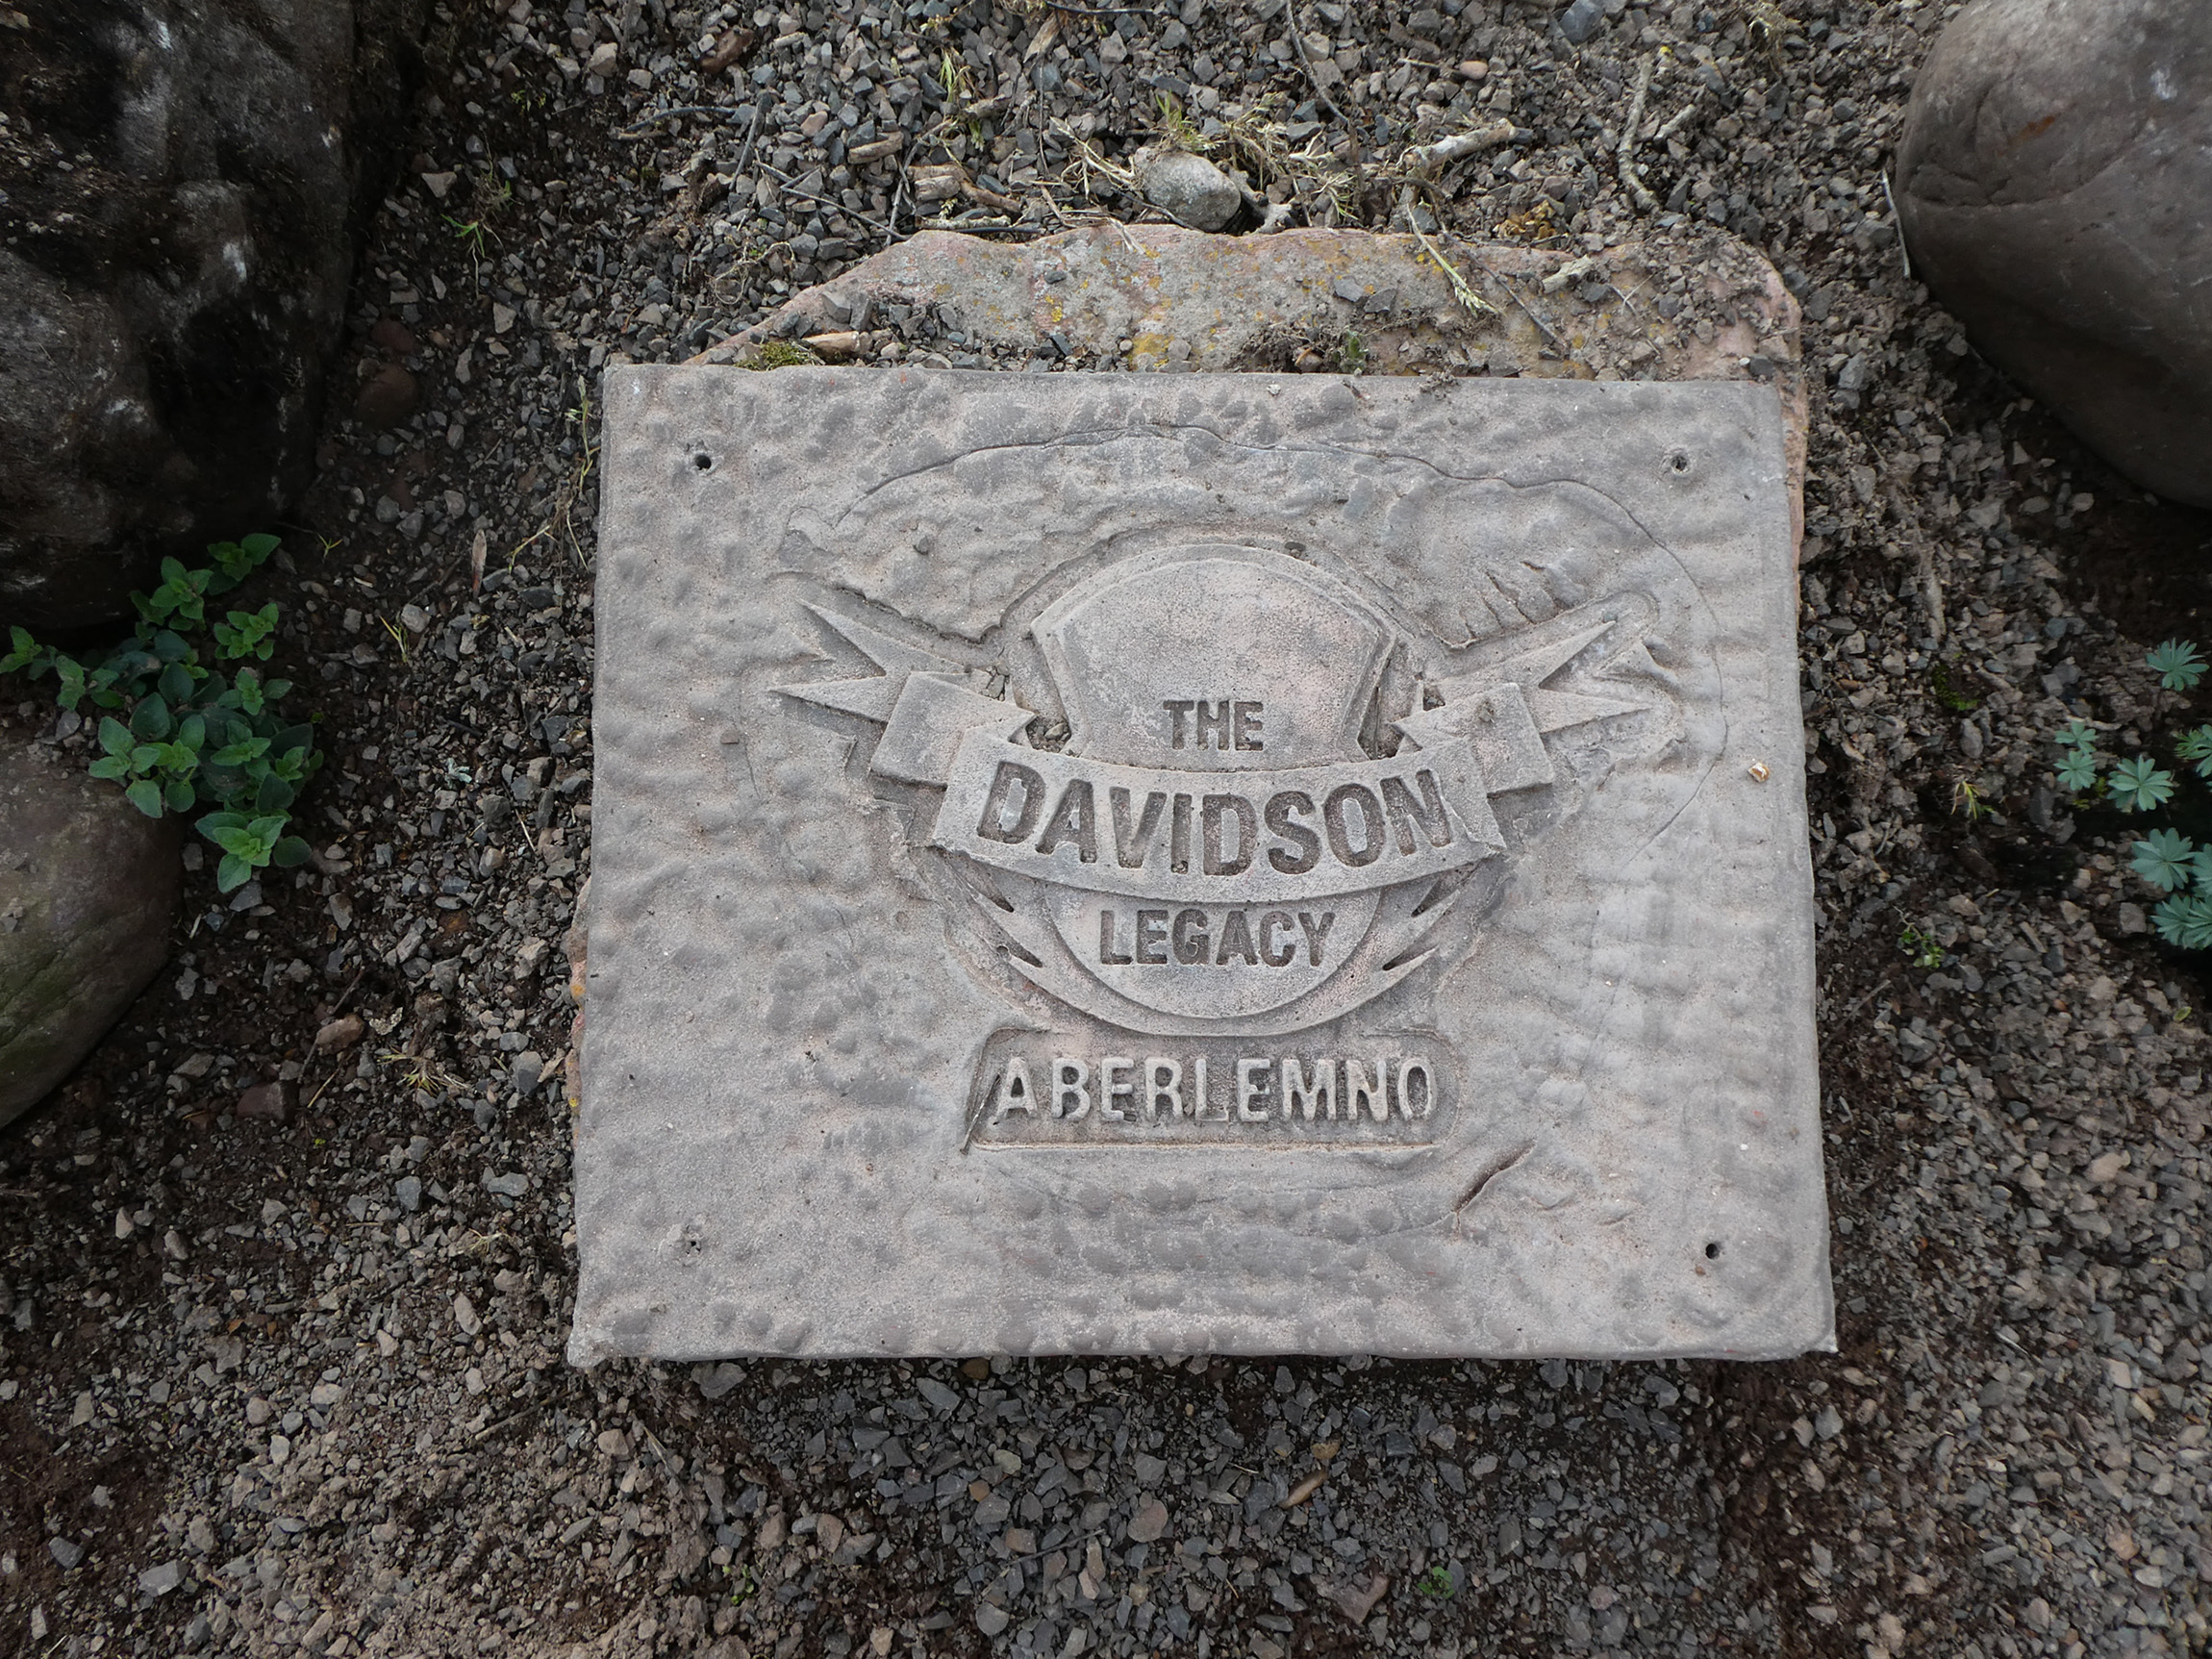 THE
DAVIDSON
LEGACY
ABERLEMNO